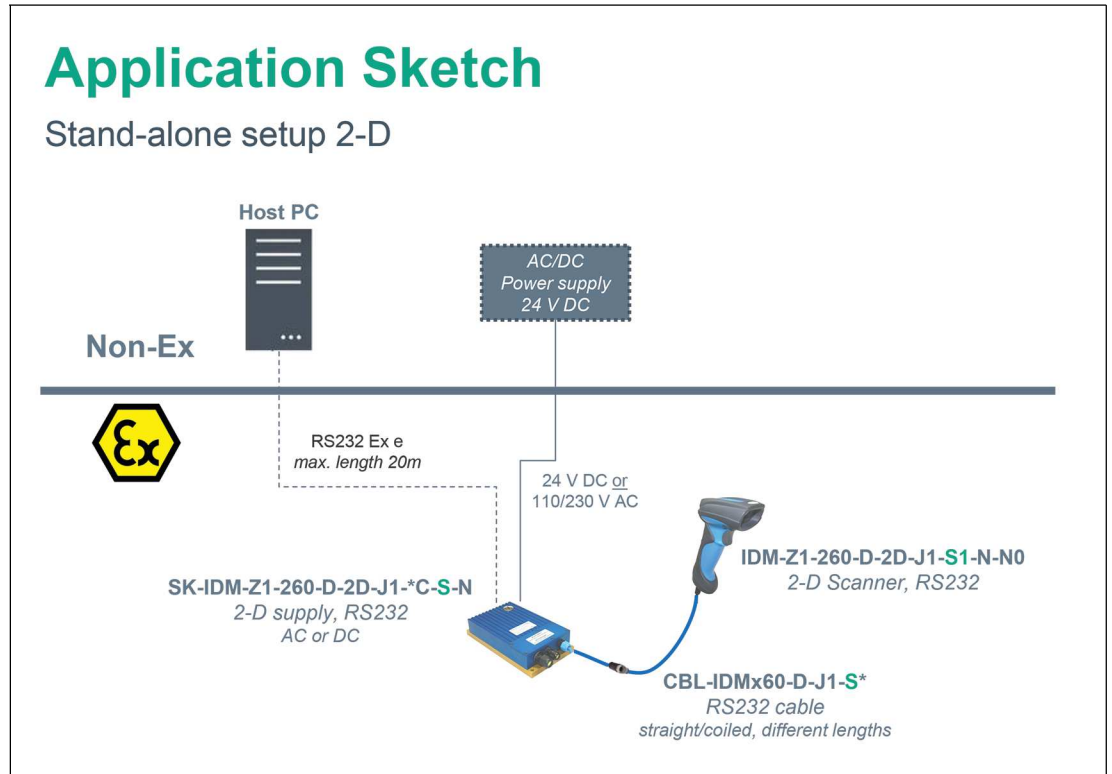 Application Sketch
Stand-alone setup 2-D
Host PC
AC/DC
Power supply
24 V DC
Non-Ex
Ex
RS232 Ex e
max. length 20m
24 V DC or
110/230 V AC
IDM-Z1-260-D-2D-J1-S1-N-N0
2-D Scanner, RS232
SK-IDM-Z1-260-D-2D-J1-*C-S-N
2-D supply, RS232
AC or DC
CBL-IDMx60-D-J1-S*
RS232 cable
straight/coiled, different lengths